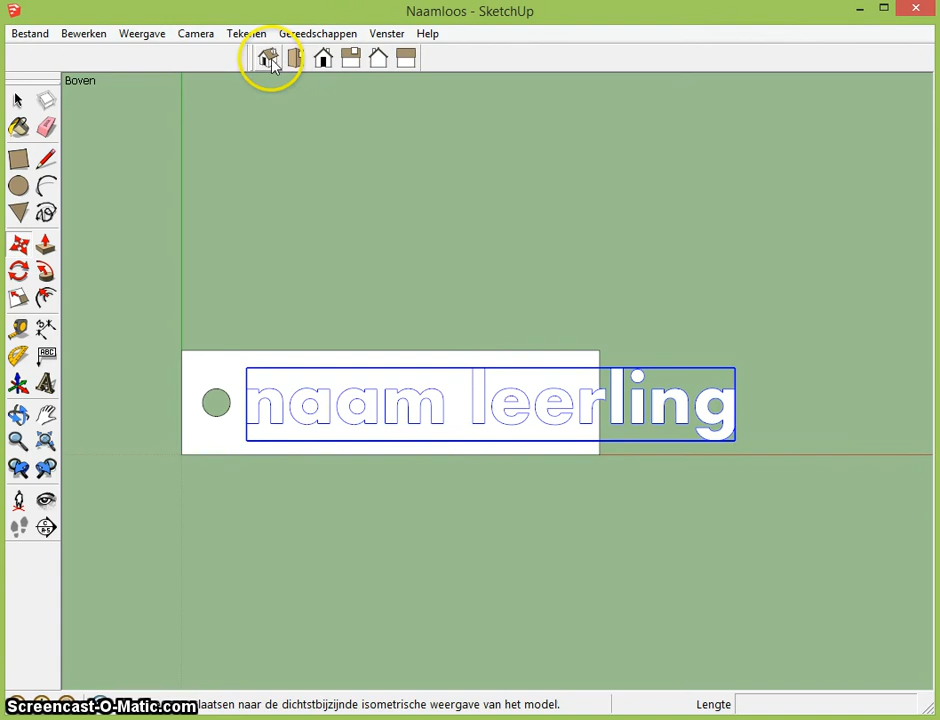 Naamloos - SketchUp
Bestand Bewerken Weergave Camera Tekenen Gereedschappen Venster Help
Boven
ABC
naam leerling
Screencast-O-Matic.com
laatsen naar de dichtstbijzijnde isometrische weergave van het model.
Lengte